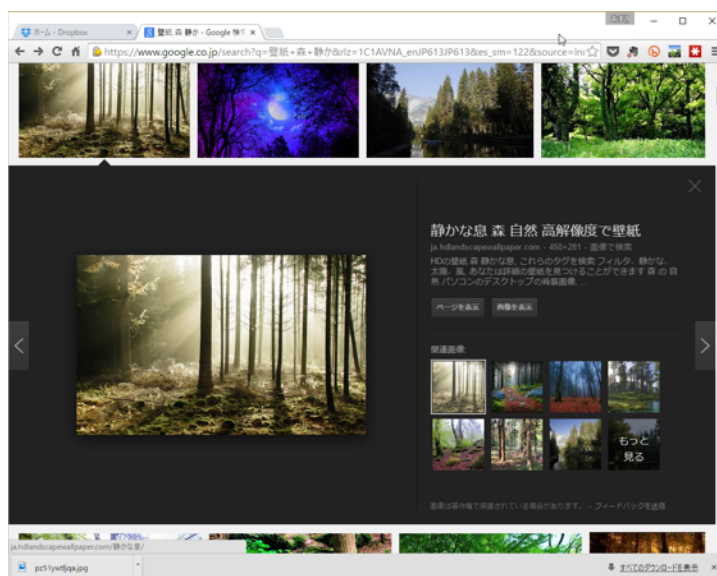 ホーム - Dropbox
壁紙 森 静か - Google 検
https://www.google.co.jp/search?q=壁紙+森+静か&rlz=1C1AVNA_enJP613JP613&es_sm=122&source=ln
静かな息 森 自然 高解像度で壁紙
ja.hdlandscapewallpaper.com - 450×281 - 画像で検索
HDの壁紙 森 静かな息, これらのタグを検索:フィルタ、静かな、
太陽、嵐, あなたは詳細の壁紙を見つけることができます 森 の 自
然 パソコンのデスクトップの背景画像, ...
ページを表示 画像を表示
関連画像:
もっと
見る
画像は著作権で保護されている場合があります。 - フィードバックを送信
ja.hdlandscapewallpaper.com/静かな息/
すべてのダウンロードを表示